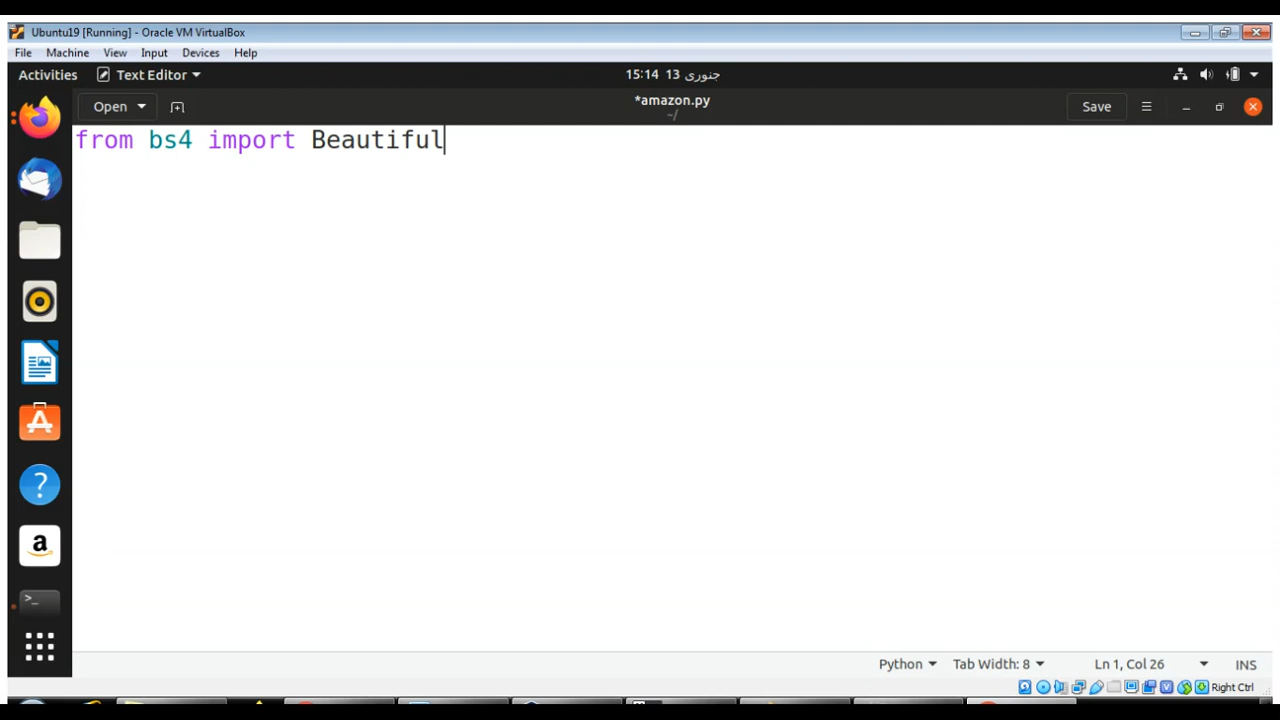 Ubuntu19 [Running] - Oracle VM VirtualBox
File Machine View Input Devices Help
Activities Text Editor 15:14 13 جنوری
Open *amazon.py Save
~/
from bs4 import Beautiful
Python Tab Width: 8 Ln 1, Col 26 INS
Right Ctrl